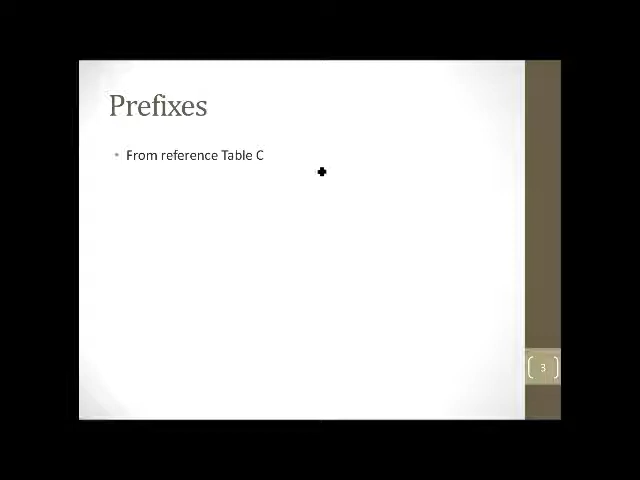 Prefixes
• From reference Table C
3